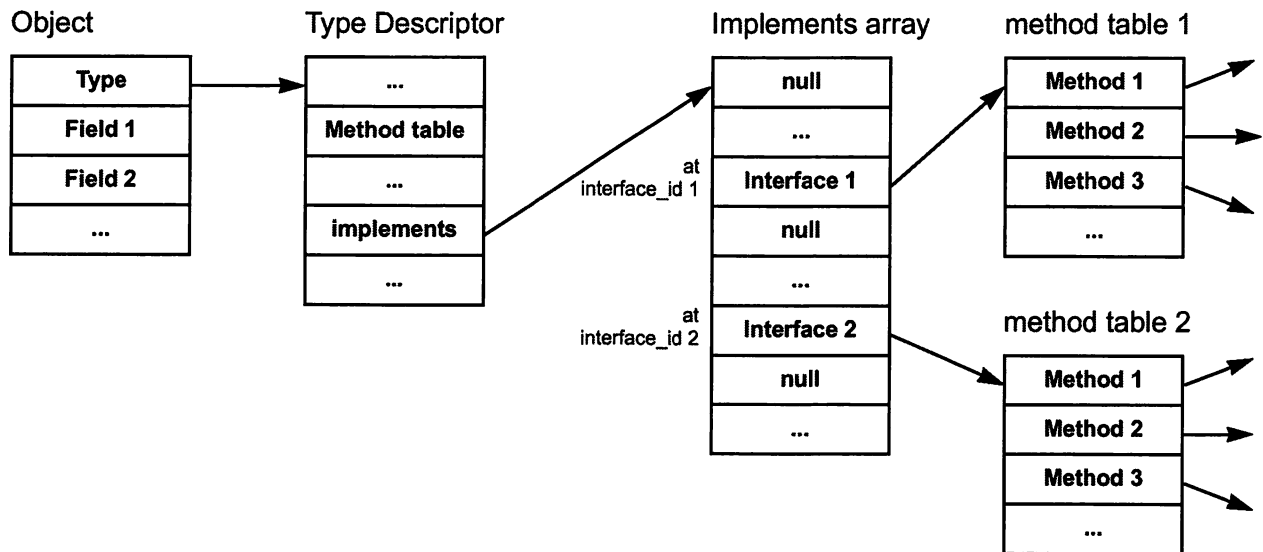 Object
Type
Field 1
Field 2
...
Type Descriptor
...
Method table
...
implements
...
Implements array
null
...
at
interface_id 1
Interface 1
null
...
at
interface_id 2
Interface 2
null
...
method table 1
Method 1
Method 2
Method 3
...
method table 2
Method 1
Method 2
Method 3
...